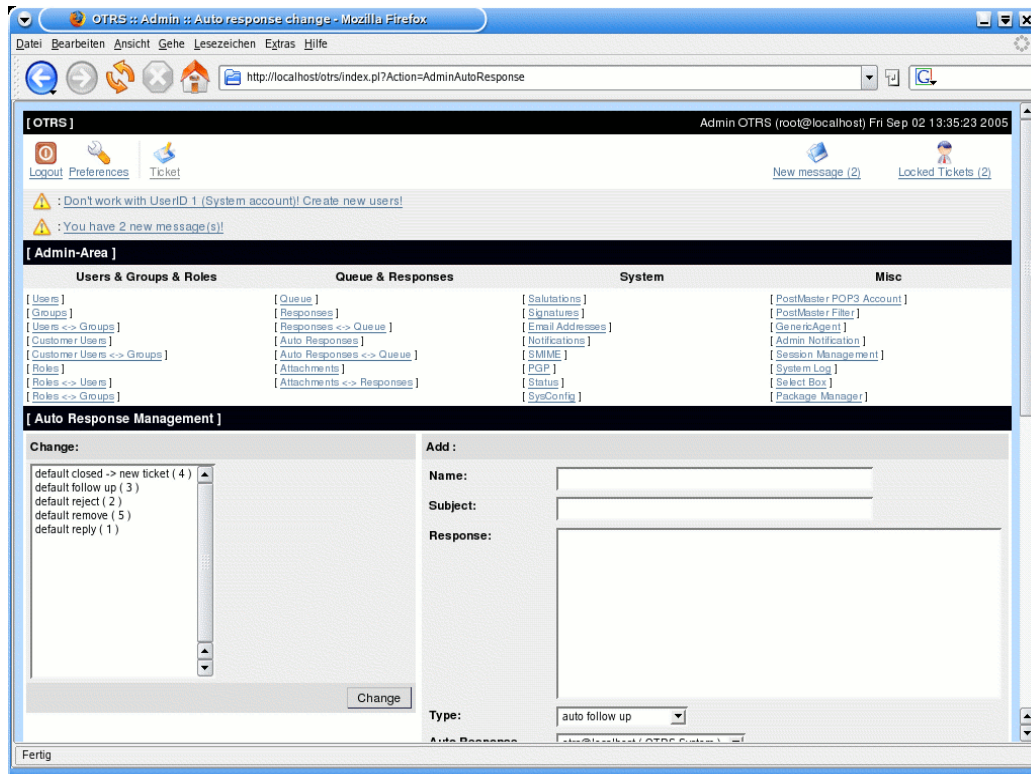 OTRS :: Admin :: Auto response change - Mozilla Firefox
Datei Bearbeiten Ansicht Gehe Lesezeichen Extras Hilfe
http://localhost/otrs/index.pl?Action=AdminAutoResponse
[ OTRS ] Admin OTRS (root@localhost) Fri Sep 02 13:35:23 2005
Logout Preferences Ticket New message (2) Locked Tickets (2)
: Don't work with UserID 1 (System account)! Create new users!
: You have 2 new message(s)!
[ Admin-Area ]
Users & Groups & Roles Queue & Responses System Misc
[ Users ] [ Queue ] [ Salutations ] [ PostMaster POP3 Account ]
[ Groups ] [ Responses ] [ Signatures ] [ PostMaster Filter ]
[ Users <-> Groups ] [ Responses <-> Queue ] [ Email Addresses ] [ GenericAgent ]
[ Customer Users ] [ Auto Responses ] [ Notifications ] [ Admin Notification ]
[ Customer Users <-> Groups ] [ Auto Responses <-> Queue ] [ SMIME ] [ Session Management ]
[ Roles ] [ Attachments ] [ PGP ] [ System Log ]
[ Roles <-> Users ] [ Attachments <-> Responses ] [ Status ] [ Select Box ]
[ Roles <-> Groups ] [ SysConfig ] [ Package Manager ]
[ Auto Response Management ]
Change:
default closed -> new ticket ( 4 )
default follow up ( 3 )
default reject ( 2 )
default remove ( 5 )
default reply ( 1 )
Change
Add :
Name:
Subject:
Response:
Type: auto follow up
Auto Response otrs@localhost ( OTRS System )
Fertig